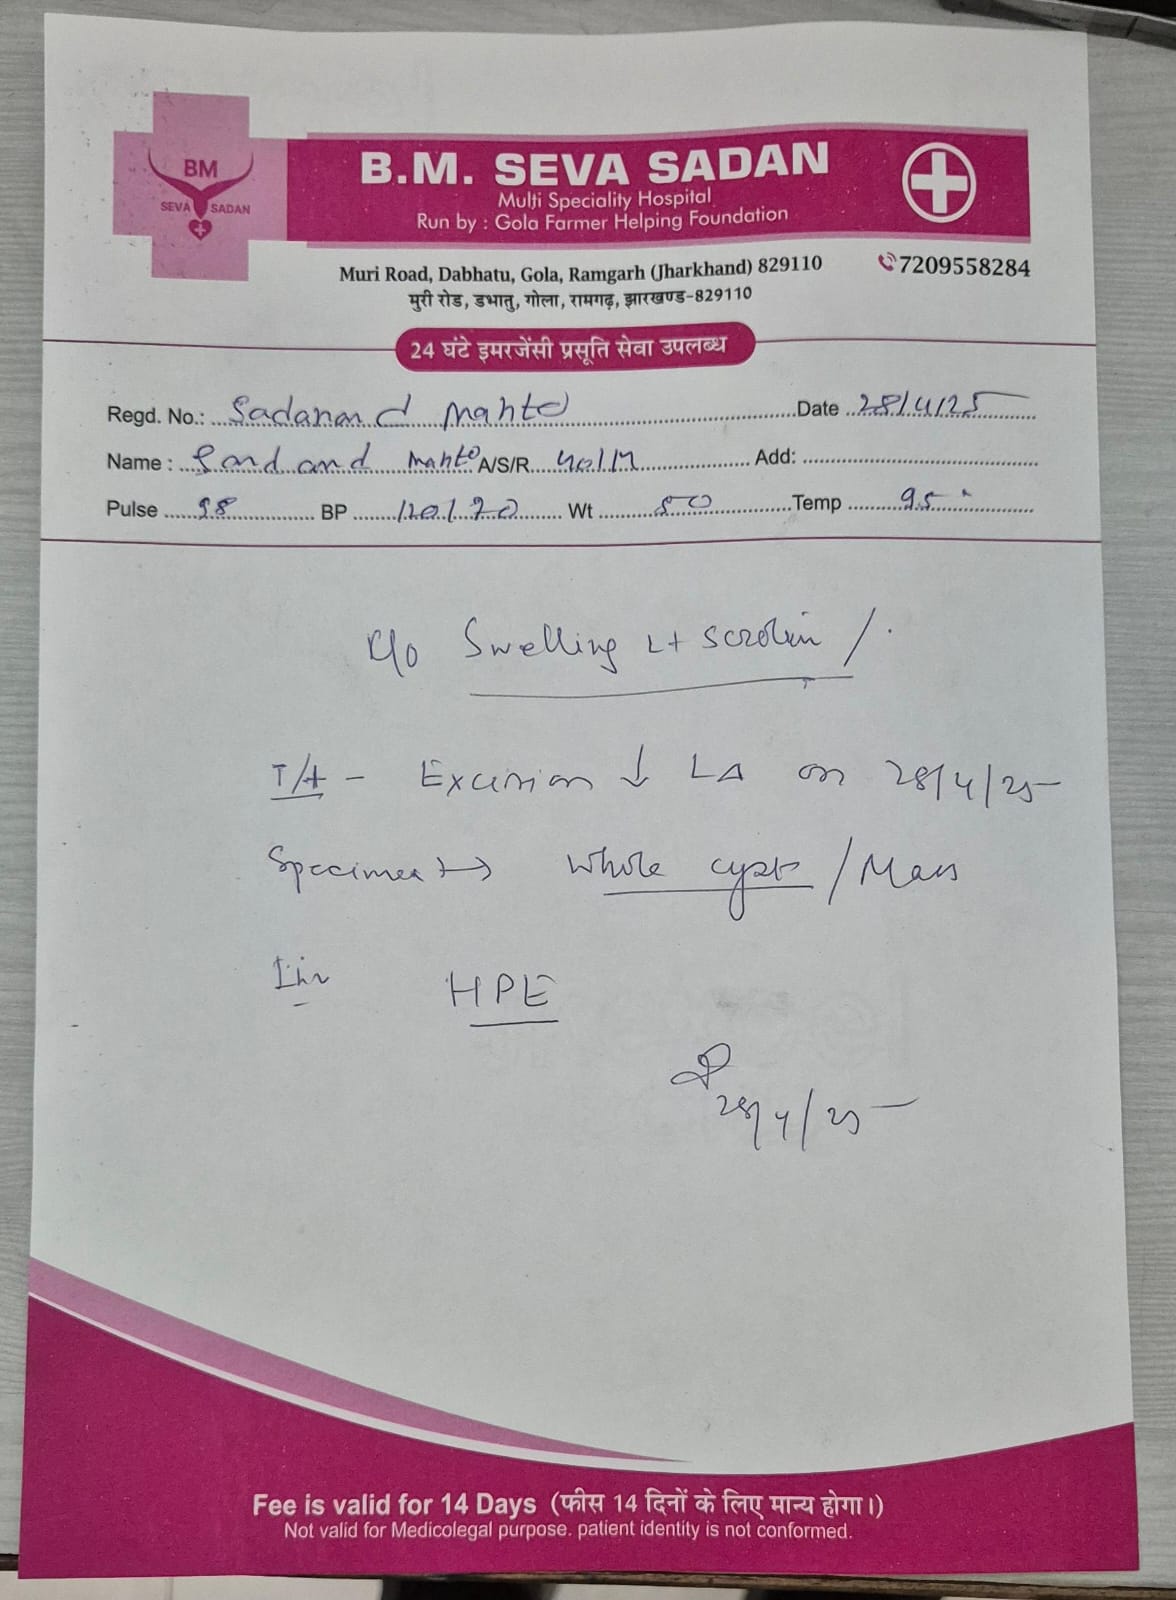 BM
SEVA SADAN
B.M. SEVA SADAN
Multi Speciality Hospital
Run by : Gola Farmer Helping Foundation
Muri Road, Dabhatu, Gola, Ramgarh (Jharkhand) 829110
7209558284
मुरी रोड, डभातु, गोला, रामगढ़, झारखण्ड-829110
24 घंटे इमरजेंसी प्रसूति सेवा उपलब्ध
Regd. No.: Sadanand Mahto Date 28/4/25
Name : Mahto A/S/R 40/M Add:
Pulse 98 BP 120/70 Wt 50 Temp 95
Swelling Lt /
Excision ↓ LA on 28/4/25
Specimen → Whole cyst / Mass
HPE
28/4/25
Fee is valid for 14 Days (फीस 14 दिनों के लिए मान्य होगा।)
Not valid for Medicolegal purpose. patient identity is not conformed.